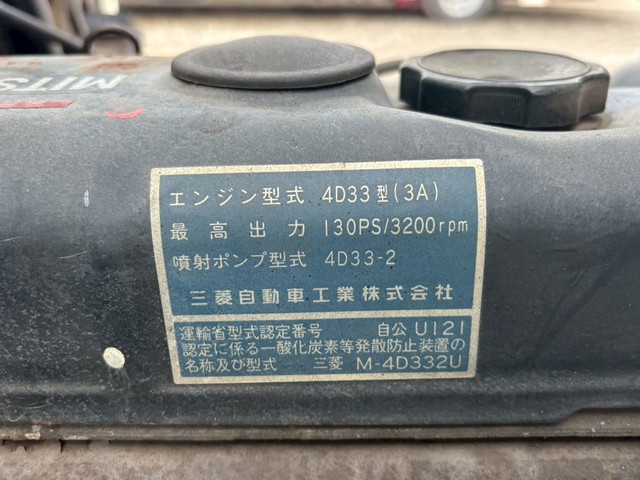 MITS
エンジン型式 4D33型(3A)
最高出力 130PS/3200rpm
噴射ポンプ型式 4D33-2
三菱自動車工業株式会社
運輸省型式認定番号 自公 U121
認定に係る一酸化炭素等発散防止装置の
名称及び型式 三菱 M-4D332U